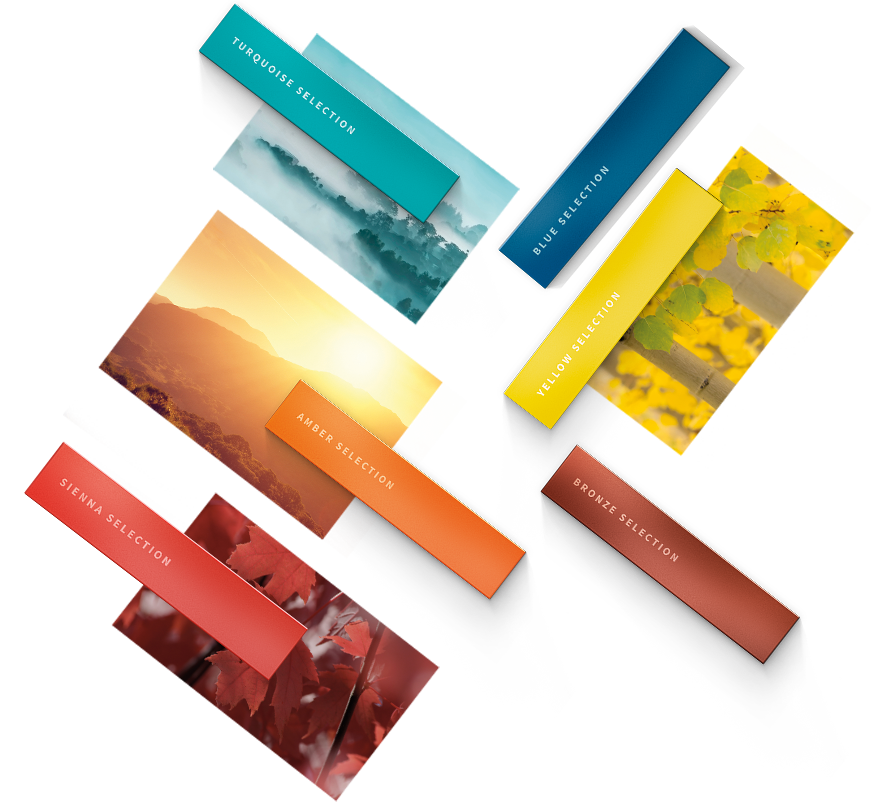 TURQUOISE SELECTION
BLUE SELECTION
YELLOW SELECTION
AMBER SELECTION
SIENNA SELECTION
BRONZE SELECTION